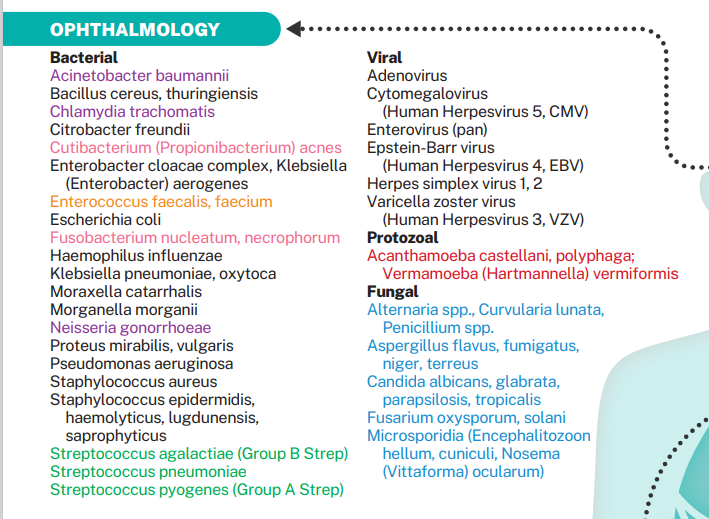 OPHTHALMOLOGY
Bacterial
Acinetobacter baumannii
Bacillus cereus, thuringiensis
Chlamydia trachomatis
Citrobacter freundii
Cutibacterium (Propionibacterium) acnes
Enterobacter cloacae complex, Klebsiella
(Enterobacter) aerogenes
Enterococcus faecalis, faecium
Escherichia coli
Fusobacterium nucleatum, necrophorum
Haemophilus influenzae
Klebsiella pneumoniae, oxytoca
Moraxella catarrhalis
Morganella morganii
Neisseria gonorrhoeae
Proteus mirabilis, vulgaris
Pseudomonas aeruginosa
Staphylococcus aureus
Staphylococcus epidermidis,
haemolyticus, lugdunensis,
saprophyticus
Streptococcus agalactiae (Group B Strep)
Streptococcus pneumoniae
Streptococcus pyogenes (Group A Strep)
Viral
Adenovirus
Cytomegalovirus
(Human Herpesvirus 5, CMV)
Enterovirus (pan)
Epstein-Barr virus
(Human Herpesvirus 4, EBV)
Herpes simplex virus 1, 2
Varicella zoster virus
(Human Herpesvirus 3, VZV)
Protozoal
Acanthamoeba castellani, polyphaga;
Vermamoeba (Hartmannella) vermiformis
Fungal
Alternaria spp., Curvularia lunata,
Penicillium spp.
Aspergillus flavus, fumigatus,
niger, terreus
Candida albicans, glabrata,
parapsilosis, tropicalis
Fusarium oxysporum, solani
Microsporidia (Encephalitozoon
hellum, cuniculi, Nosema
(Vittaforma) ocularum)